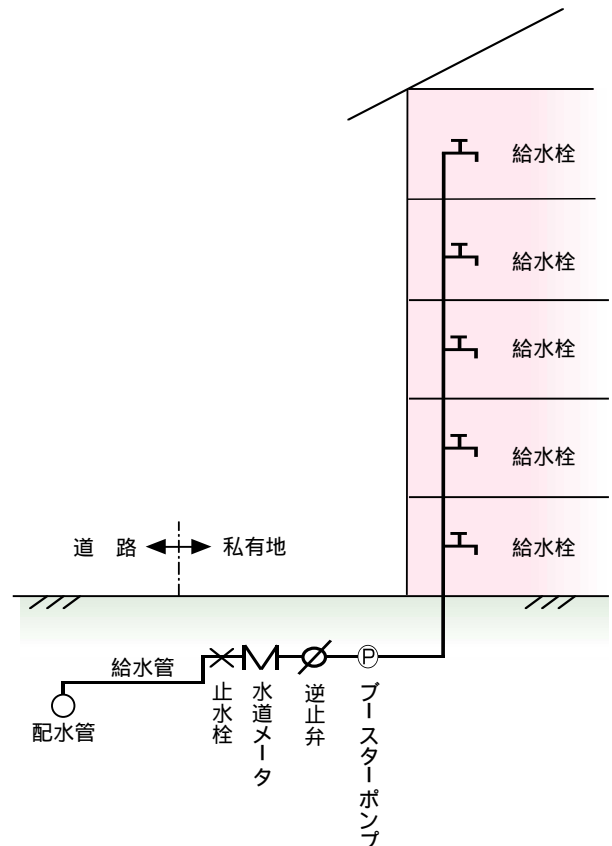 給水栓
給水栓
給水栓
給水栓
給水栓
道 路
私有地
給水管
配水管
止水栓
水道メータ
逆止弁
P
ブースターポンプ